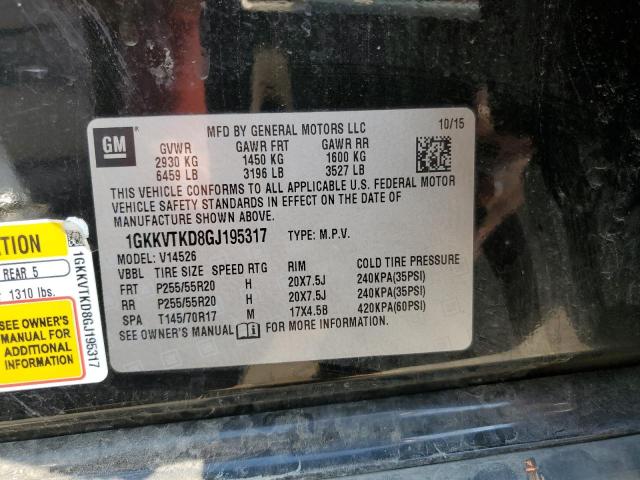 GM
MFD BY GENERAL MOTORS LLC 10/15
GVWR GAWR FRT GAWR RR
2930 KG 1450 KG 1600 KG
6459 LB 3196 LB 3527 LB
THIS VEHICLE CONFORMS TO ALL APPLICABLE U.S. FEDERAL MOTOR
VEHICLE SAFETY STANDARDS IN EFFECT ON THE DATE OF
MANUFACTURE SHOWN ABOVE.
1GKKVTKD8GJ195317 TYPE: M.P.V.
MODEL: V14526
VBBL TIRE SIZE SPEED RTG RIM COLD TIRE PRESSURE
FRT P255/55R20 H 20X7.5J 240KPA(35PSI)
RR P255/55R20 H 20X7.5J 240KPA(35PSI)
SPA T145/70R17 M 17X4.5B 420KPA(60PSI)
SEE OWNER'S MANUAL FOR MORE INFORMATION
TION
REAR 5
1310 lbs.
SEE OWNER'S
MANUAL FOR
ADDITIONAL
INFORMATION
1GKKVTKD8GJ195317